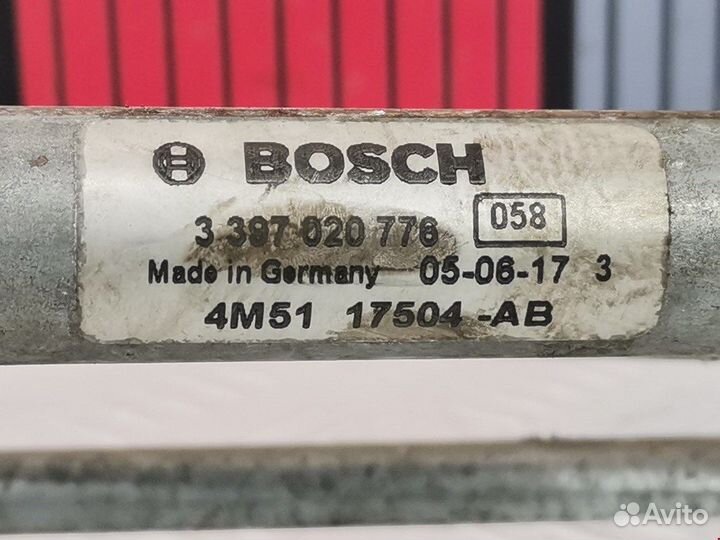 BOSCH
3 397 020 776 058
Made in Germany 05-06-17 3
4M51 17504-AB
Avito